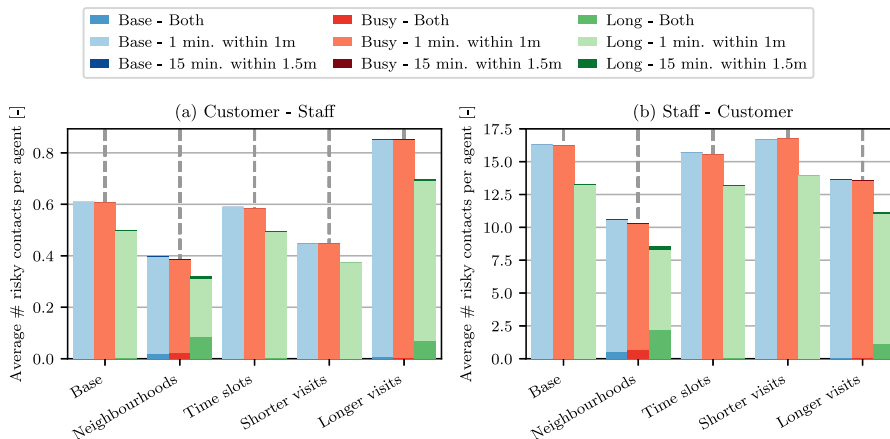 Base - Both
Busy - Both
Long - Both
Base - 1 min. within 1m
Busy - 1 min. within 1m
Long - 1 min. within 1m
Base - 15 min. within 1.5m
Busy - 15 min. within 1.5m
Long - 15 min. within 1.5m
(a) Customer - Staff
Average # risky contacts per agent [-]
0.8
0.6
0.4
0.2
0.0
Base
Neighbourhoods
Time slots
Shorter visits
Longer visits
(b) Staff - Customer
Average # risky contacts per agent [-]
17.5
15.0
12.5
10.0
7.5
5.0
2.5
0.0
Base
Neighbourhoods
Time slots
Shorter visits
Longer visits